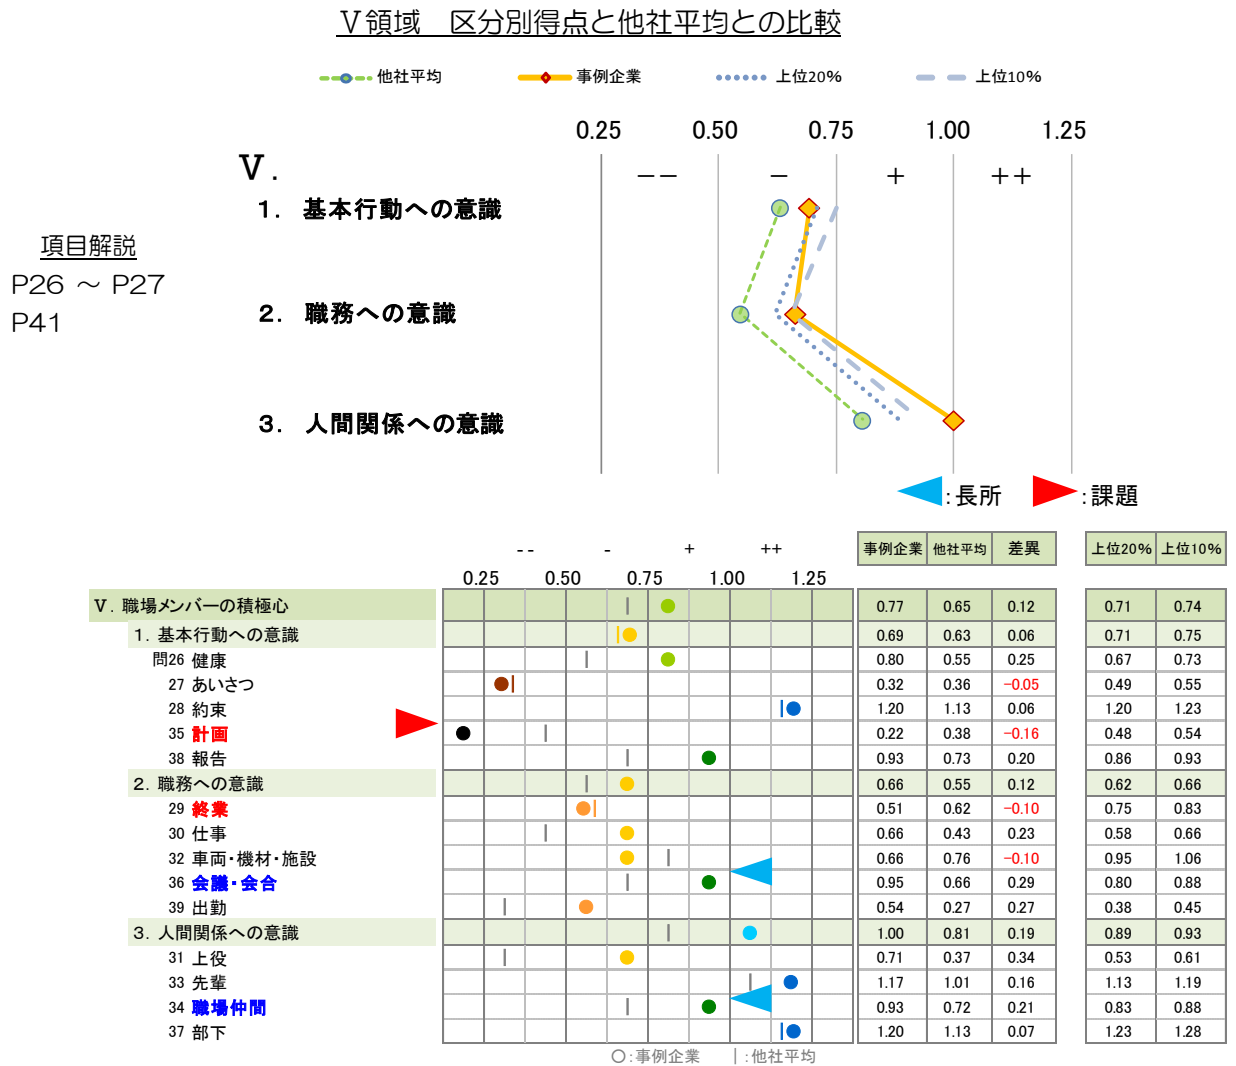 Ⅴ領域　区分別得点と他社平均との比較
他社平均 事例企業 上位20% 上位10%
0.25 0.50 0.75 1.00 1.25
Ⅴ. −− − + ++
1. 基本行動への意識
項目解説
P26 ～ P27
P41
2. 職務への意識
3. 人間関係への意識
:長所 :課題
-- - + ++ 事例企業 他社平均 差異 上位20% 上位10%
0.25 0.50 0.75 1.00 1.25
Ⅴ. 職場メンバーの積極心 0.77 0.65 0.12 0.71 0.74
1. 基本行動への意識 0.69 0.63 0.06 0.71 0.75
問26 健康 0.80 0.55 0.25 0.67 0.73
27 あいさつ 0.32 0.36 −0.05 0.49 0.55
28 約束 1.20 1.13 0.06 1.20 1.23
35 計画 0.22 0.38 −0.16 0.48 0.54
38 報告 0.93 0.73 0.20 0.86 0.93
2. 職務への意識 0.66 0.55 0.12 0.62 0.66
29 終業 0.51 0.62 −0.10 0.75 0.83
30 仕事 0.66 0.43 0.23 0.58 0.66
32 車両・機材・施設 0.66 0.76 −0.10 0.95 1.06
36 会議・会合 0.95 0.66 0.29 0.80 0.88
39 出勤 0.54 0.27 0.27 0.38 0.45
3. 人間関係への意識 1.00 0.81 0.19 0.89 0.93
31 上役 0.71 0.37 0.34 0.53 0.61
33 先輩 1.17 1.01 0.16 1.13 1.19
34 職場仲間 0.93 0.72 0.21 0.83 0.88
37 部下 1.20 1.13 0.07 1.23 1.28
○:事例企業 ｜:他社平均